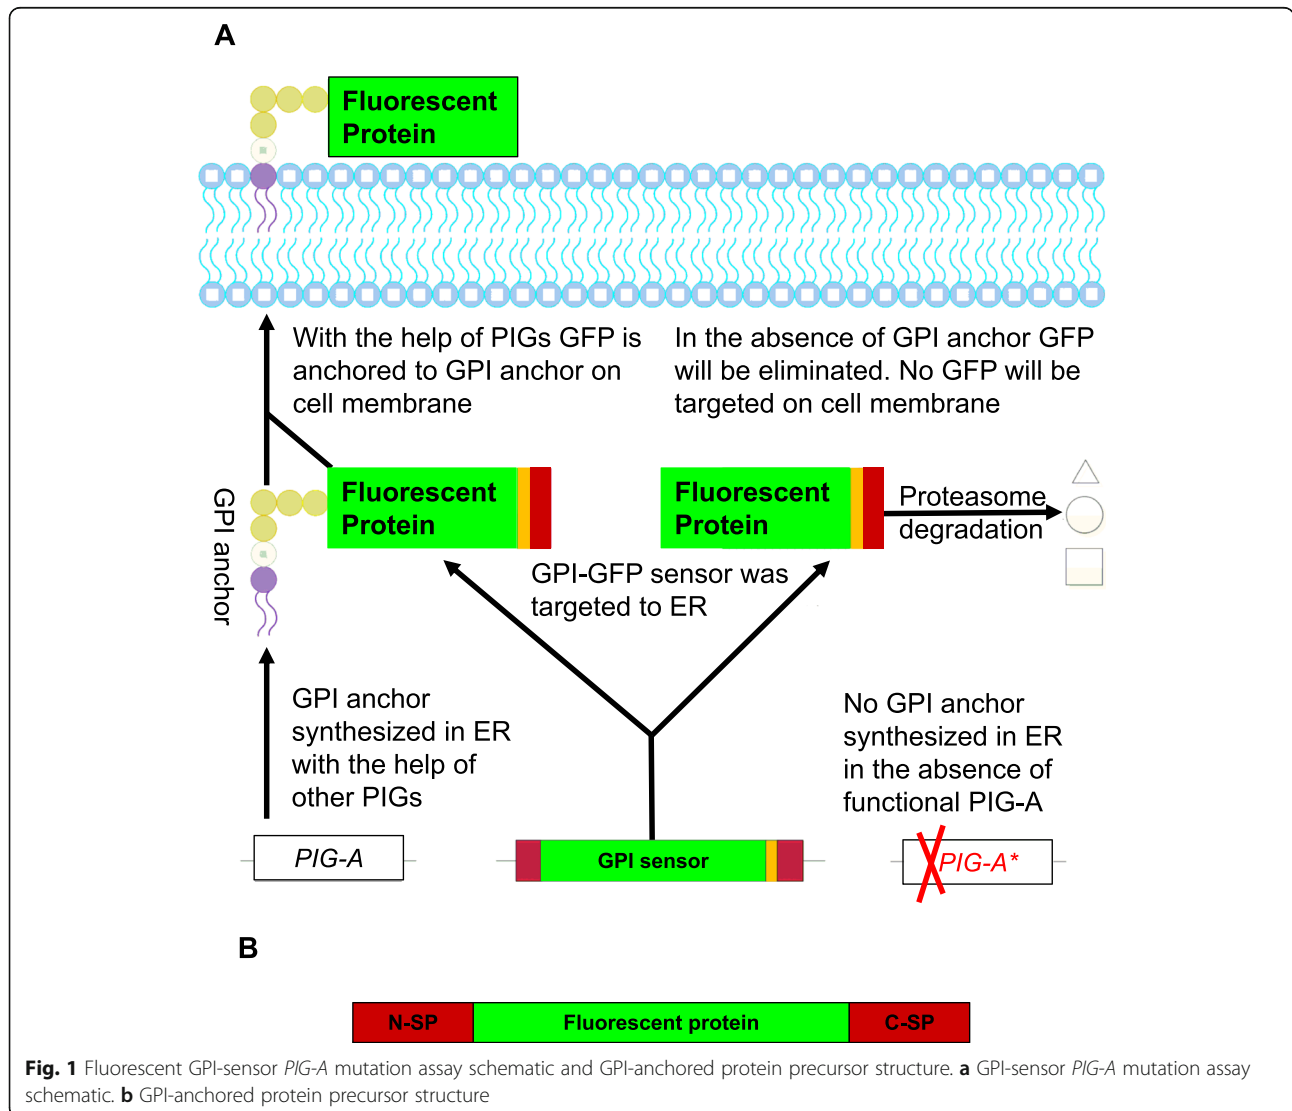 A
Fluorescent
Protein
With the help of PIGs GFP is
anchored to GPI anchor on
cell membrane
In the absence of GPI anchor GFP
will be eliminated. No GFP will be
targeted on cell membrane
GPI anchor
Fluorescent
Protein
Fluorescent
Protein
Proteasome
degradation
GPI-GFP sensor was
targeted to ER
GPI anchor
synthesized in ER
with the help of
other PIGs
No GPI anchor
synthesized in ER
in the absence of
functional PIG-A
PIG-A
GPI sensor
PIG-A*
B
N-SP
Fluorescent protein
C-SP
Fig. 1 Fluorescent GPI-sensor PIG-A mutation assay schematic and GPI-anchored protein precursor structure. a GPI-sensor PIG-A mutation assay
schematic. b GPI-anchored protein precursor structure